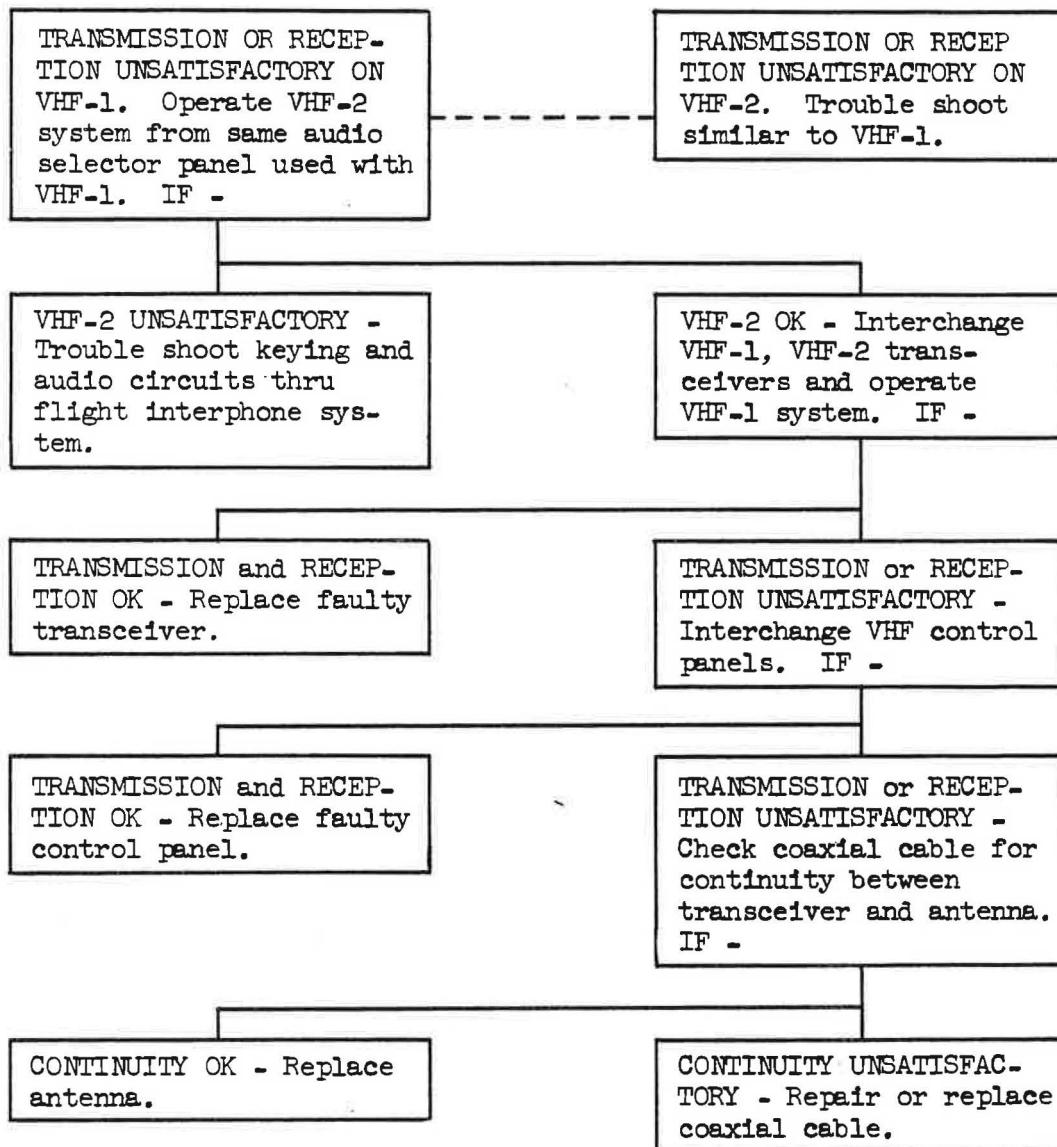 TRANSMISSION OR RECEP-
TION UNSATISFACTORY ON
VHF-1. Operate VHF-2
system from same audio
selector panel used with
VHF-1. IF -
TRANSMISSION OR RECEP
TION UNSATISFACTORY ON
VHF-2. Trouble shoot
similar to VHF-1.
VHF-2 UNSATISFACTORY -
Trouble shoot keying and
audio circuits thru
flight interphone sys-
tem.
VHF-2 OK - Interchange
VHF-1, VHF-2 trans-
ceivers and operate
VHF-1 system. IF -
TRANSMISSION and RECEP-
TION OK - Replace faulty
transceiver.
TRANSMISSION or RECEP-
TION UNSATISFACTORY -
Interchange VHF control
panels. IF -
TRANSMISSION and RECEP-
TION OK - Replace faulty
control panel.
TRANSMISSION or RECEP-
TION UNSATISFACTORY -
Check coaxial cable for
continuity between
transceiver and antenna.
IF -
CONTINUITY OK - Replace
antenna.
CONTINUITY UNSATISFAC-
TORY - Repair or replace
coaxial cable.